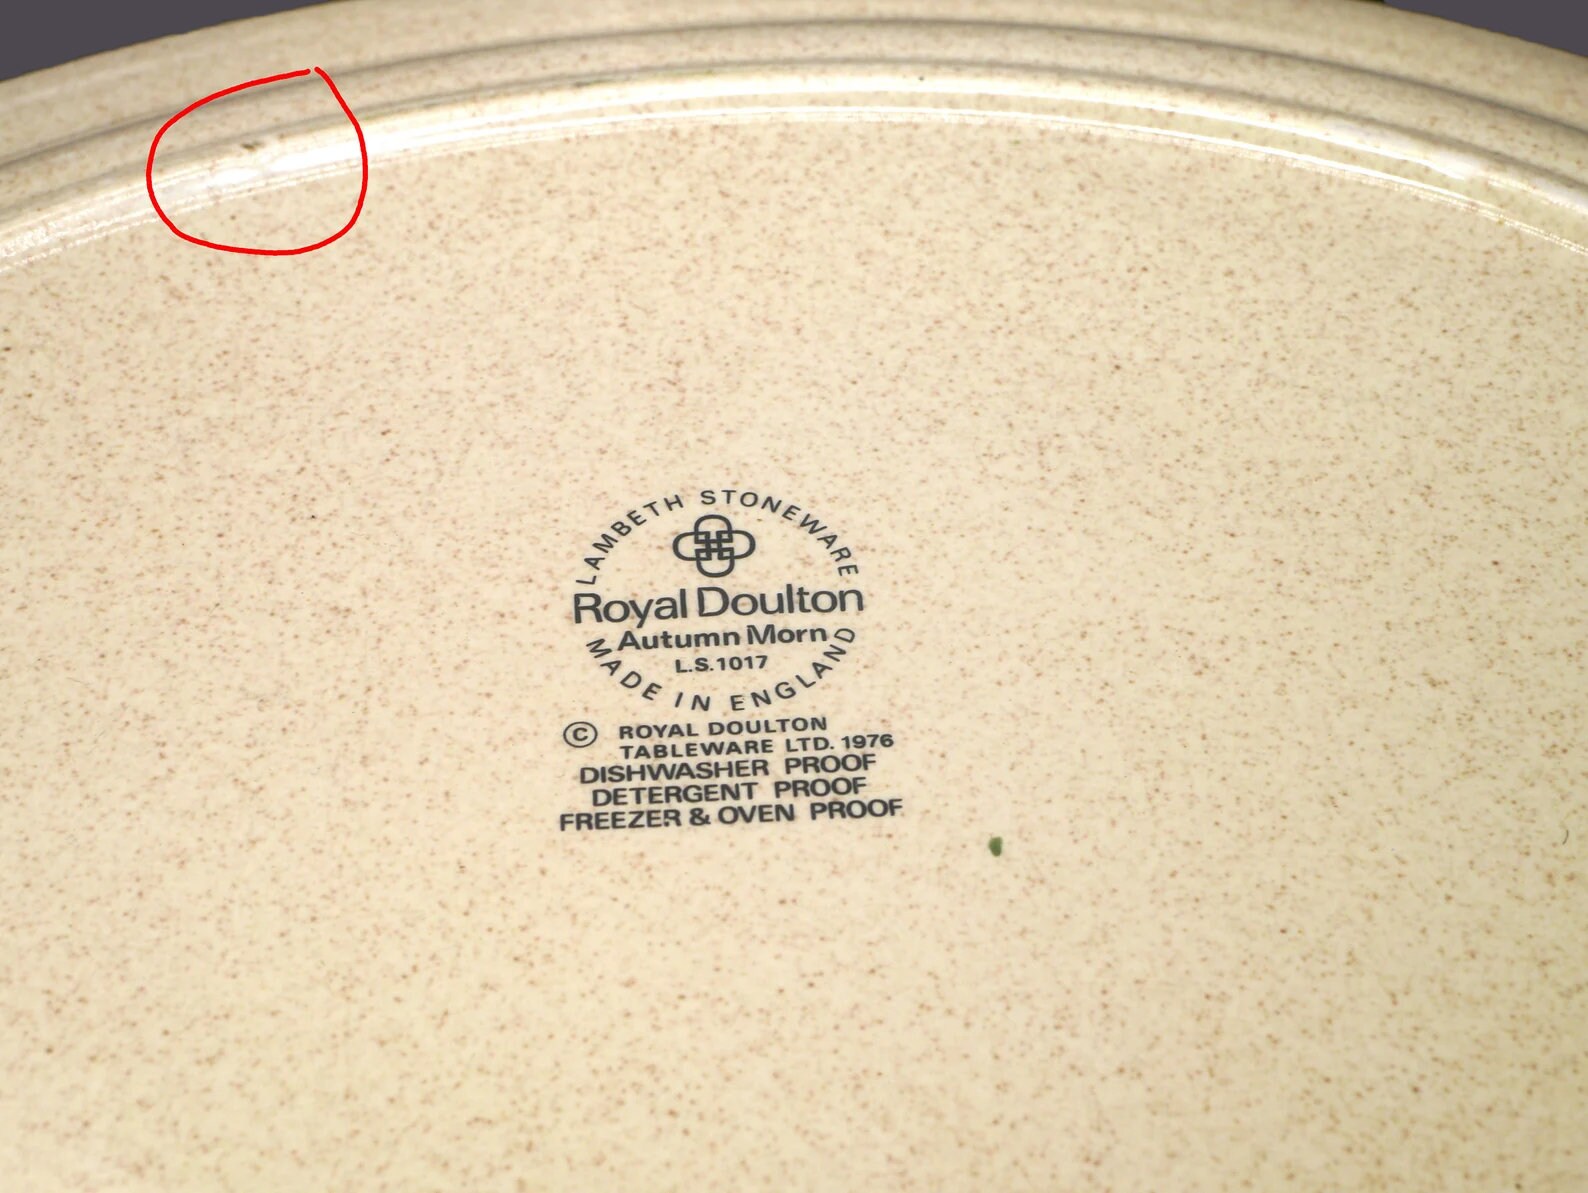 LAMBETH STONEWARE
Royal Doulton
Autumn Morn
L.S.1017
MADE IN ENGLAND
© ROYAL DOULTON
TABLEWARE LTD. 1976
DISHWASHER PROOF
DETERGENT PROOF
FREEZER & OVEN PROOF